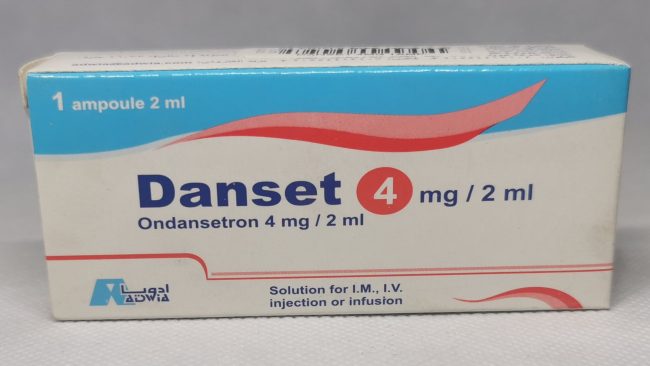 1 ampoule 2 ml
Danset 4 mg / 2 ml
Ondansetron 4 mg / 2 ml
ادويا
ADWIA
Solution for I.M., I.V.
injection or infusion